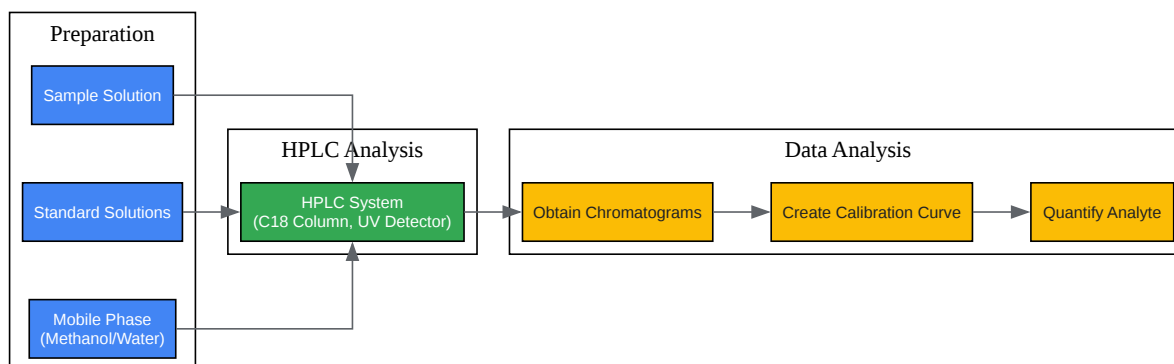 Preparation
Sample Solution
Standard Solutions
Mobile Phase
(Methanol/Water)
HPLC Analysis
HPLC System
(C18 Column, UV Detector)
Data Analysis
Obtain Chromatograms
Create Calibration Curve
Quantify Analyte